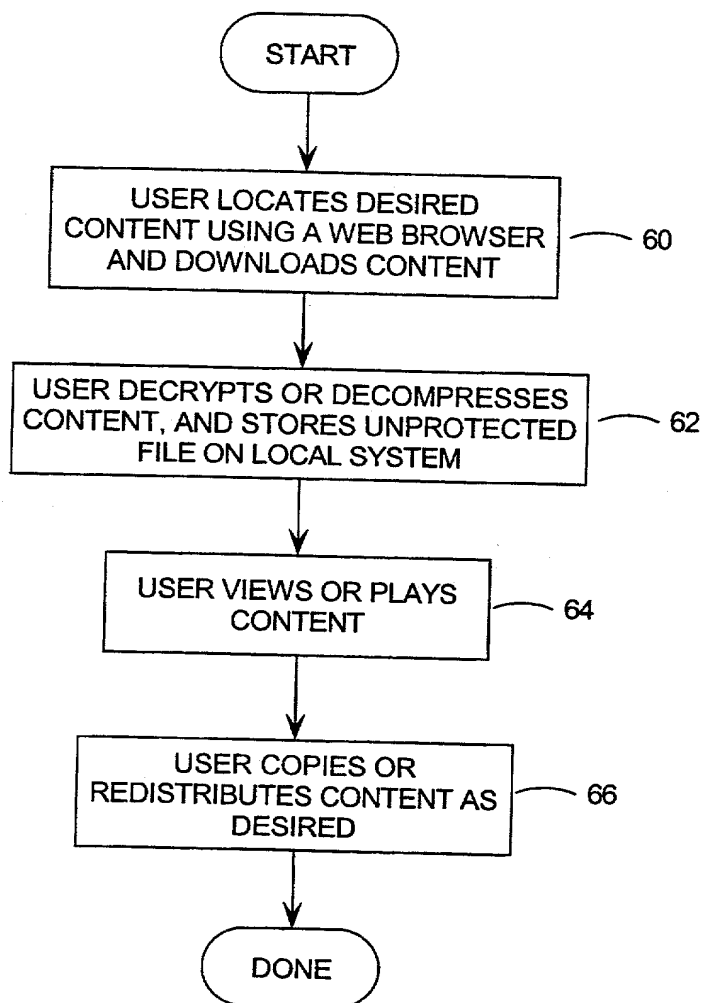 START
USER LOCATES DESIRED
CONTENT USING A WEB BROWSER
AND DOWNLOADS CONTENT
60
USER DECRYPTS OR DECOMPRESSES
CONTENT, AND STORES UNPROTECTED
FILE ON LOCAL SYSTEM
62
USER VIEWS OR PLAYS
CONTENT
64
USER COPIES OR
REDISTRIBUTES CONTENT AS
DESIRED
66
DONE